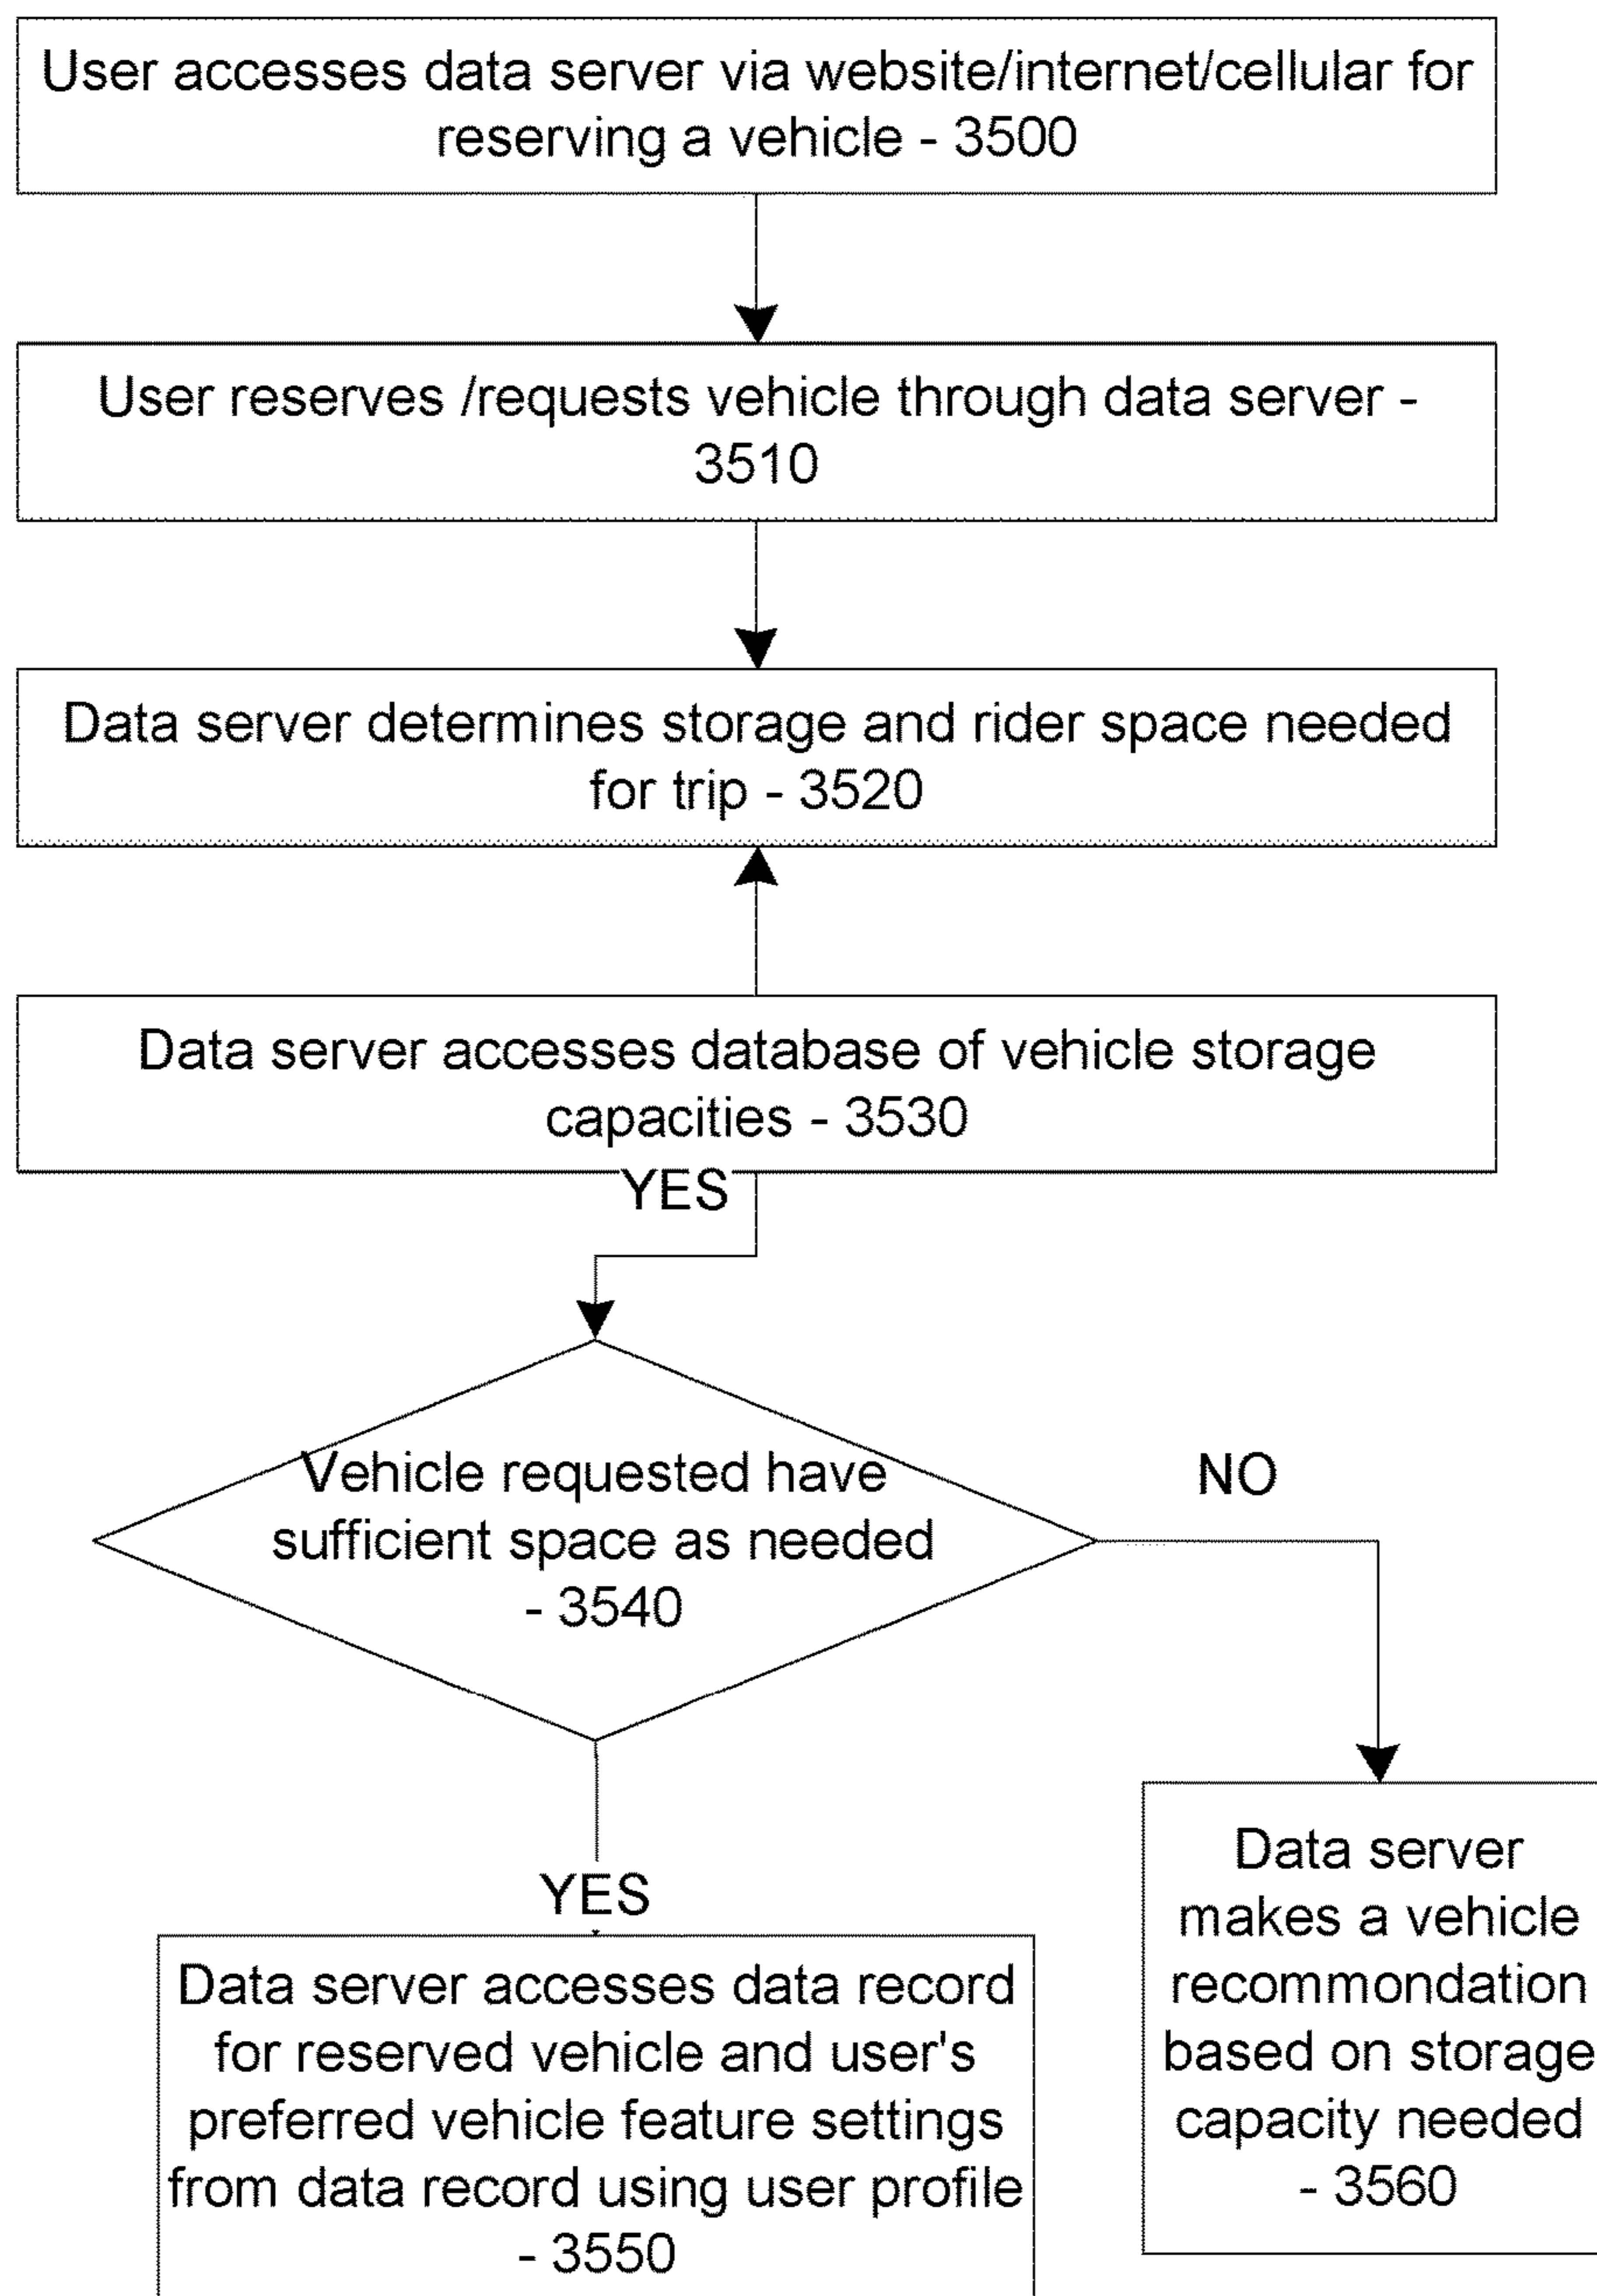 User accesses data server via website/internet/cellular for
reserving a vehicle - 3500
User reserves /requests vehicle through data server -
3510
Data server determines storage and rider space needed
for trip - 3520
Data server accesses database of vehicle storage
capacities - 3530
YES
Vehicle requested have
sufficient space as needed
- 3540
NO
YES
Data server accesses data record
for reserved vehicle and user's
preferred vehicle feature settings
from data record using user profile
- 3550
Data server
makes a vehicle
recommondation
based on storage
capacity needed
- 3560